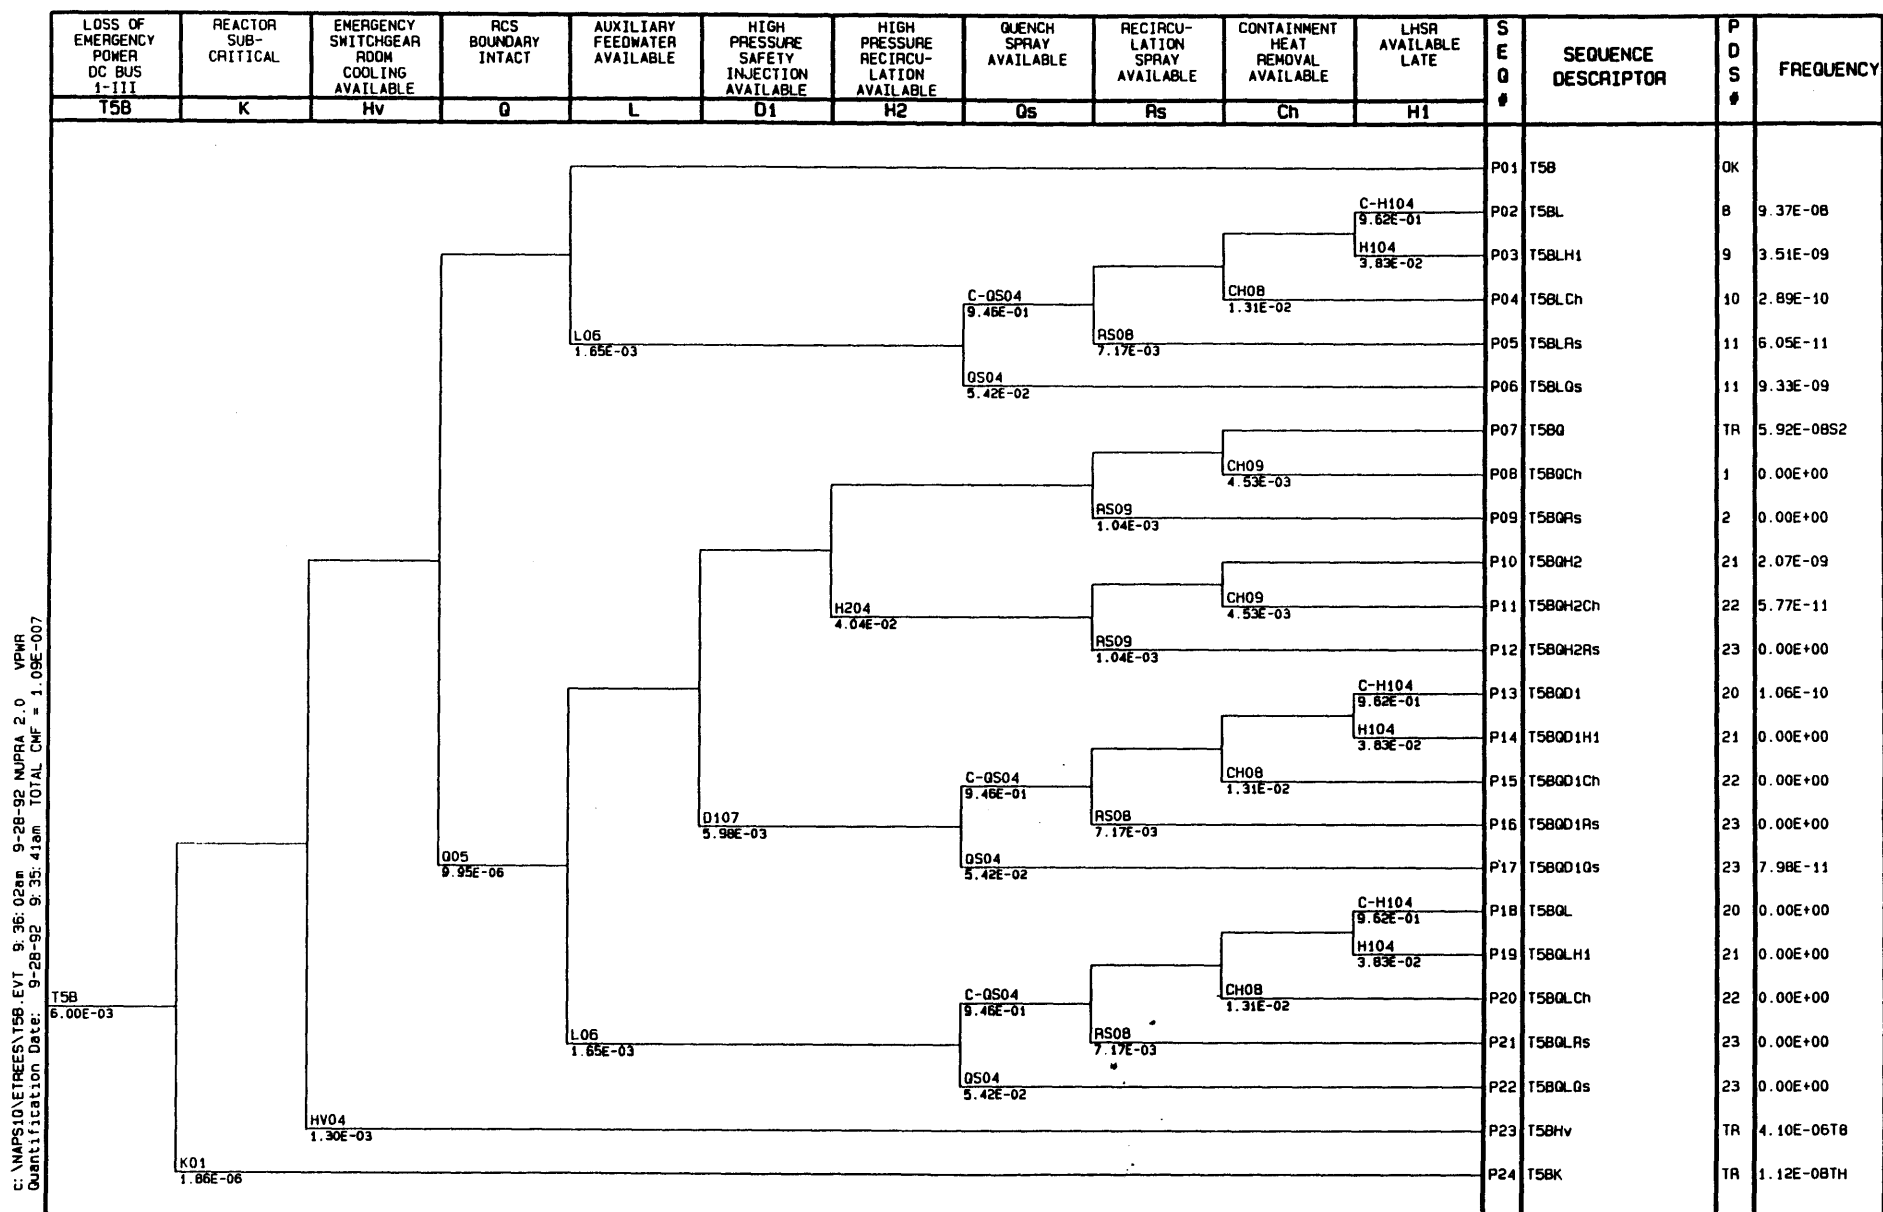 LOSS OF
EMERGENCY
POWER
DC BUS
1-III
T5B
REACTOR
SUB-
CRITICAL
K
EMERGENCY
SWITCHGEAR
ROOM
COOLING
AVAILABLE
Hv
RCS
BOUNDARY
INTACT
Q
AUXILIARY
FEEDWATER
AVAILABLE
L
HIGH
PRESSURE
SAFETY
INJECTION
AVAILABLE
D1
HIGH
PRESSURE
RECIRCU-
LATION
AVAILABLE
H2
QUENCH
SPRAY
AVAILABLE
Qs
RECIRCU-
LATION
SPRAY
AVAILABLE
Rs
CONTAINMENT
HEAT
REMOVAL
AVAILABLE
Ch
LHSR
AVAILABLE
LATE
H1
SEQ#
SEQUENCE
DESCRIPTOR
PDS#
FREQUENCY
P01 T5B OK
C-H104
9.62E-01
P02 T5BL 8 9.37E-08
H104
3.83E-02
P03 T5BLH1 9 3.51E-09
CH08
1.31E-02
P04 T5BLCh 10 2.89E-10
C-QS04
9.46E-01
RS08
7.17E-03
P05 T5BLRs 11 6.05E-11
L06
1.65E-03
QS04
5.42E-02
P06 T5BLQs 11 9.33E-09
P07 T5BQ TR 5.92E-08S2
CH09
4.53E-03
P08 T5BQCh 1 0.00E+00
RS09
1.04E-03
P09 T5BQRs 2 0.00E+00
P10 T5BQH2 21 2.07E-09
H204
4.04E-02
CH09
4.53E-03
P11 T5BQH2Ch 22 5.77E-11
RS09
1.04E-03
P12 T5BQH2Rs 23 0.00E+00
C-H104
9.62E-01
P13 T5BQD1 20 1.06E-10
H104
3.83E-02
P14 T5BQD1H1 21 0.00E+00
C-QS04
9.46E-01
CH08
1.31E-02
P15 T5BQD1Ch 22 0.00E+00
D107
5.98E-03
RS08
7.17E-03
P16 T5BQD1Rs 23 0.00E+00
Q05
9.95E-06
QS04
5.42E-02
P17 T5BQD1Qs 23 7.98E-11
C-H104
9.62E-01
P18 T5BQL 20 0.00E+00
H104
3.83E-02
P19 T5BQLH1 21 0.00E+00
T5B
6.00E-03
C-QS04
9.46E-01
CH08
1.31E-02
P20 T5BQLCh 22 0.00E+00
L06
1.65E-03
RS08
7.17E-03
P21 T5BQLRs 23 0.00E+00
QS04
5.42E-02
P22 T5BQLQs 23 0.00E+00
HV04
1.30E-03
P23 T5BHv TR 4.10E-06T8
K01
1.86E-06
P24 T5BK TR 1.12E-08TH
C:\NAPS1Q\ETREES\T5B.EVT 9:36:02am 9-28-92 NUPRA 2.0 VPWR
Quantification Date: 9-28-92 9:35:41am TOTAL CMF = 1.09E-007